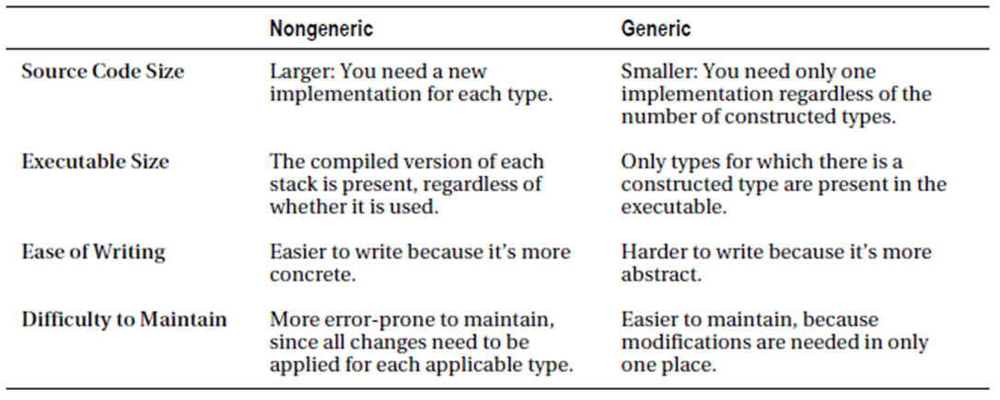 Nongeneric Generic
Source Code Size Larger: You need a new Smaller: You need only one
implementation for each type. implementation regardless of the
number of constructed types.
Executable Size The compiled version of each Only types for which there is a
stack is present, regardless of constructed type are present in the
whether it is used. executable.
Ease of Writing Easier to write because it’s more Harder to write because it’s more
concrete. abstract.
Difficulty to Maintain More error-prone to maintain, Easier to maintain, because
since all changes need to be modifications are needed in only
applied for each applicable type. one place.